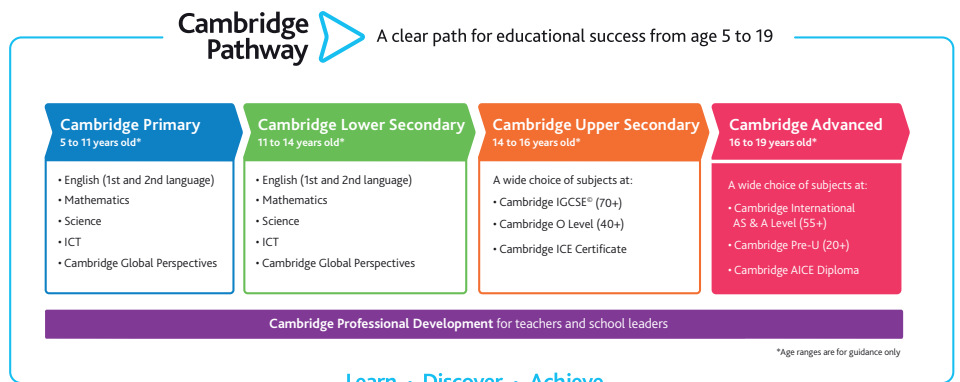 Cambridge
Pathway
A clear path for educational success from age 5 to 19
Cambridge Primary
5 to 11 years old*
• English (1st and 2nd language)
• Mathematics
• Science
• ICT
• Cambridge Global Perspectives
Cambridge Lower Secondary
11 to 14 years old*
• English (1st and 2nd language)
• Mathematics
• Science
• ICT
• Cambridge Global Perspectives
Cambridge Upper Secondary
14 to 16 years old*
A wide choice of subjects at:
• Cambridge IGCSE© (70+)
• Cambridge O Level (40+)
• Cambridge ICE Certificate
Cambridge Advanced
16 to 19 years old*
A wide choice of subjects at:
• Cambridge International
AS & A Level (55+)
• Cambridge Pre-U (20+)
• Cambridge AICE Diploma
Cambridge Professional Development for teachers and school leaders
*Age ranges are for guidance only
Learn • Discover • Achieve